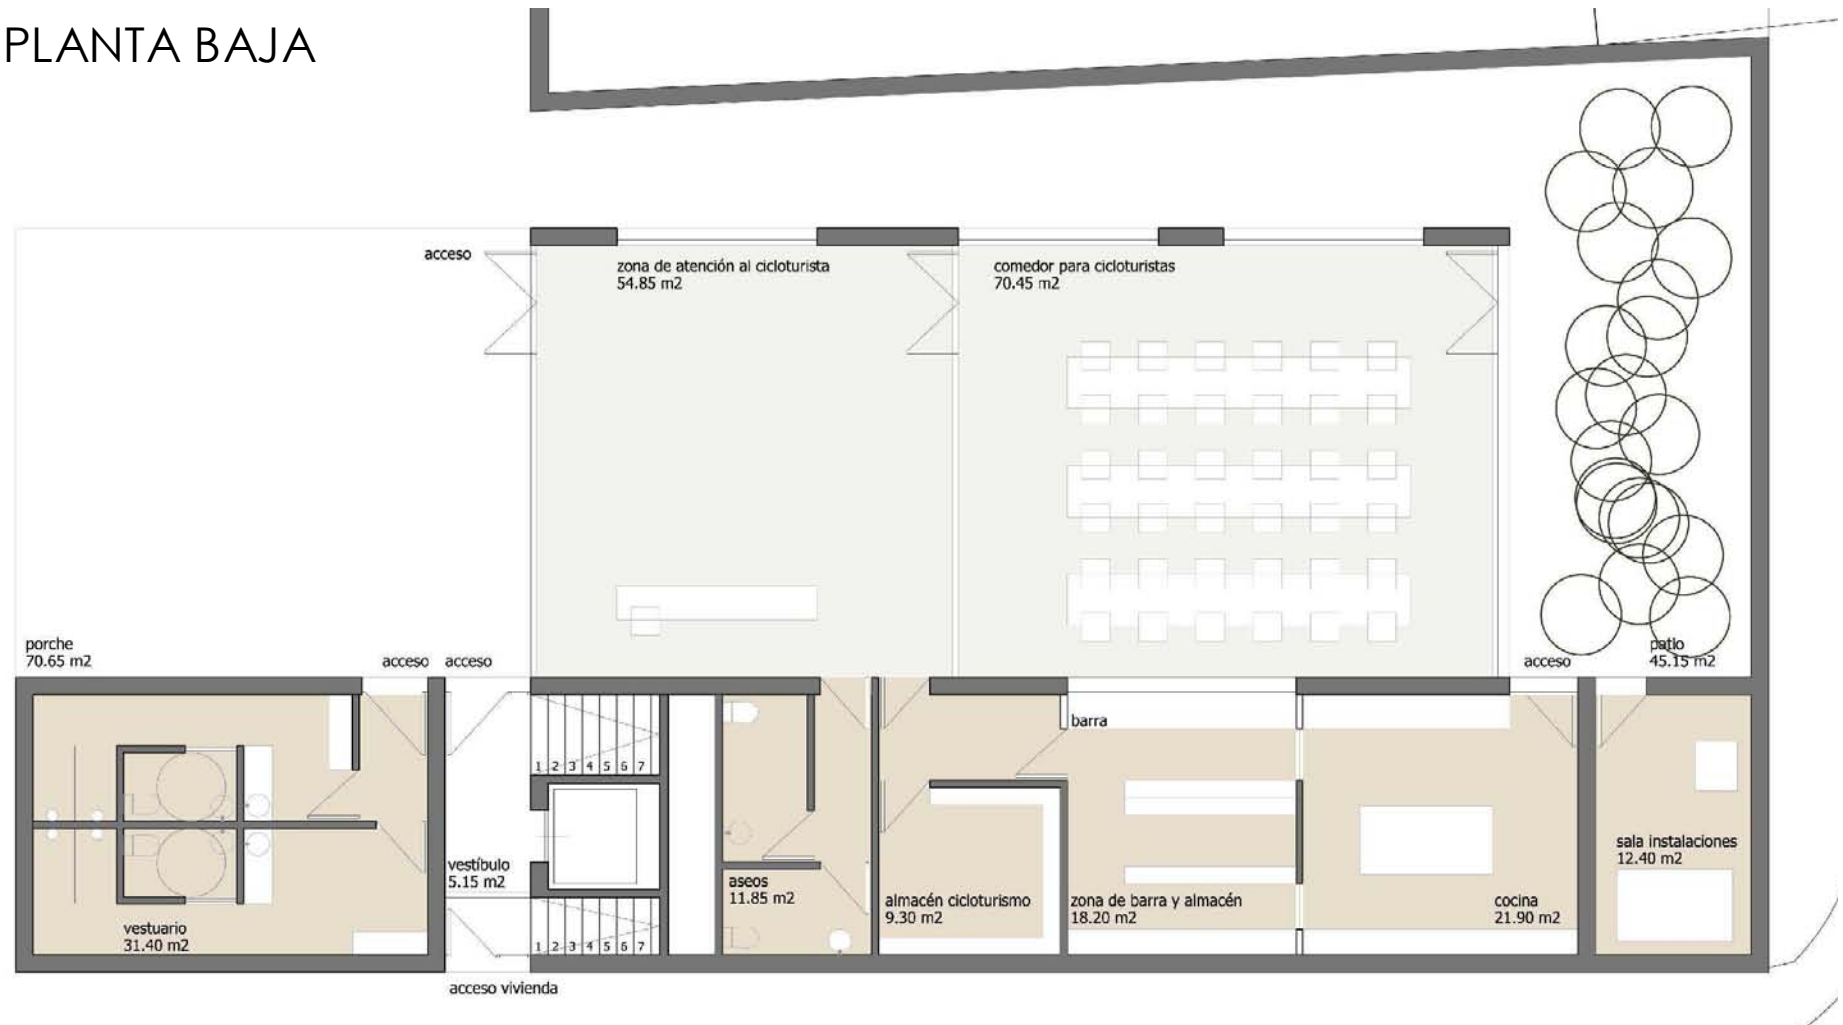 PLANTA BAJA
acceso
zona de atención al cicloturista
54.85 m2
comedor para cicloturistas
70.45 m2
porche
70.65 m2
acceso
acceso
acceso
patio
45.15 m2
barra
1 2 3 4 5 6 7
vestíbulo
5.15 m2
aseos
11.85 m2
almacén cicloturismo
9.30 m2
zona de barra y almacén
18.20 m2
cocina
21.90 m2
sala instalaciones
12.40 m2
vestuario
31.40 m2
1 2 3 4 5 6 7
acceso vivienda